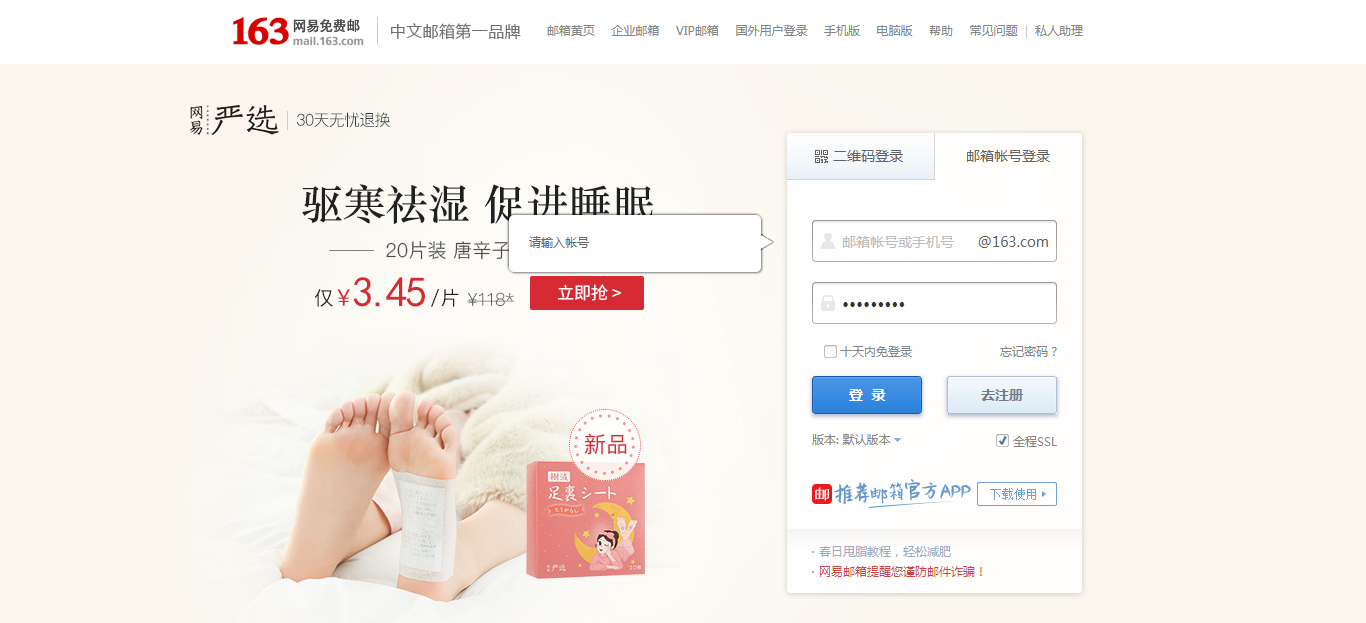 163 网易免费邮
mail.163.com
中文邮箱第一品牌
邮箱黄页 企业邮箱 VIP邮箱 国外用户登录 手机版 电脑版 帮助 常见问题 | 私人助理
网易严选
30天无忧退换
驱寒祛湿 促进睡眠
20片装 唐辛子
仅¥3.45/片 ¥118* 立即抢 >
请输入帐号
新品
足裏シート
とうがらし
严选
二维码登录 邮箱帐号登录
邮箱帐号或手机号 @163.com
•••••••••
十天内免登录 忘记密码？
登 录 去注册
版本: 默认版本 全程SSL
邮 推荐邮箱官方APP 下载使用
· 春日甩脂教程，轻松减肥
· 网易邮箱提醒您谨防邮件诈骗！